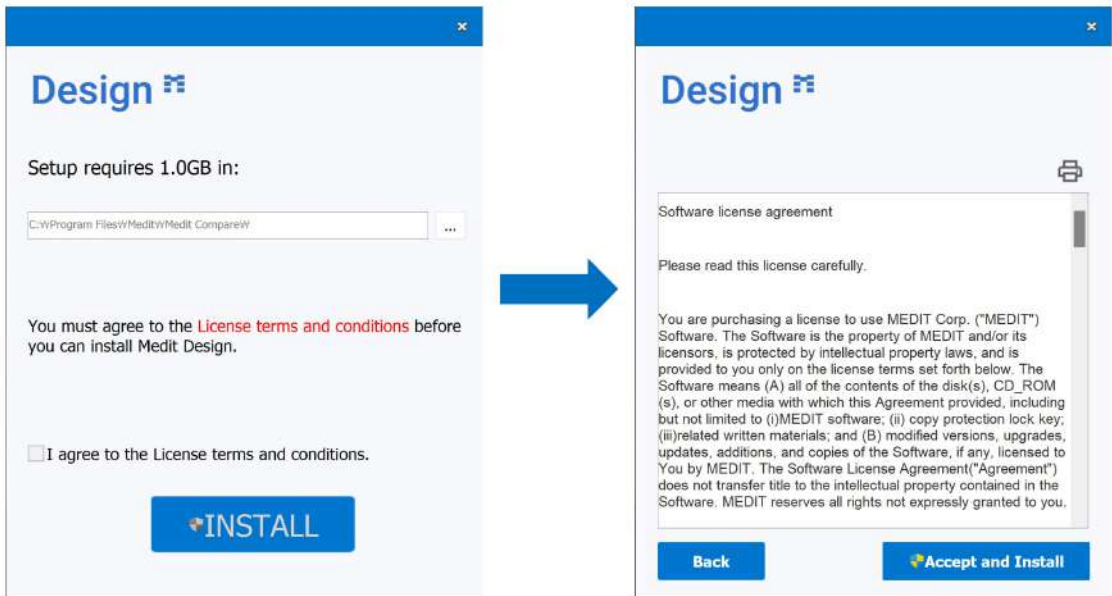 Design
Setup requires 1.0GB in:
C:₩Program Files₩Medit₩Medit Compare₩
...
You must agree to the License terms and conditions before
you can install Medit Design.
I agree to the License terms and conditions.
INSTALL
Design
Software license agreement
Please read this license carefully.
You are purchasing a license to use MEDIT Corp. ("MEDIT")
Software. The Software is the property of MEDIT and/or its
licensors, is protected by intellectual property laws, and is
provided to you only on the license terms set forth below. The
Software means (A) all of the contents of the disk(s), CD_ROM
(s), or other media with which this Agreement provided, including
but not limited to (i)MEDIT software; (ii) copy protection lock key;
(iii)related written materials; and (B) modified versions, upgrades,
updates, additions, and copies of the Software, if any, licensed to
You by MEDIT. The Software License Agreement("Agreement")
does not transfer title to the intellectual property contained in the
Software. MEDIT reserves all rights not expressly granted to you.
Back
Accept and Install